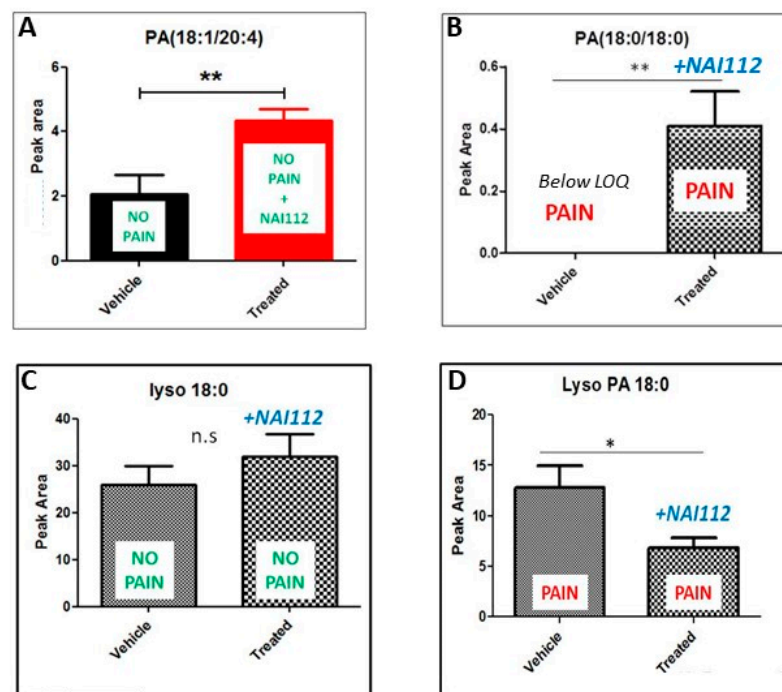 A
PA(18:1/20:4)
Peak area
6
4
2
0
**
NO
PAIN
NO
PAIN
+
NAI112
Vehicle
Treated
B
PA(18:0/18:0)
Peak Area
0.6
0.4
0.2
0.0
** +NAI112
Below LOQ
PAIN
PAIN
Vehicle
Treated
C
lyso 18:0
Peak Area
40
30
20
10
0
+NAI112
n.s
NO
PAIN
NO
PAIN
Vehicle
Treated
D
Lyso PA 18:0
Peak Area
20
15
10
5
0
*
+NAI112
PAIN
PAIN
Vehicle
Treated